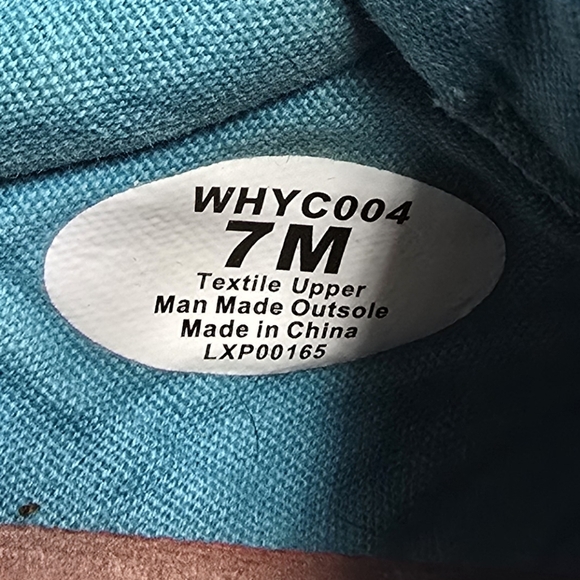 WHYC004
7M
Textile Upper
Man Made Outsole
Made in China
LXP00165